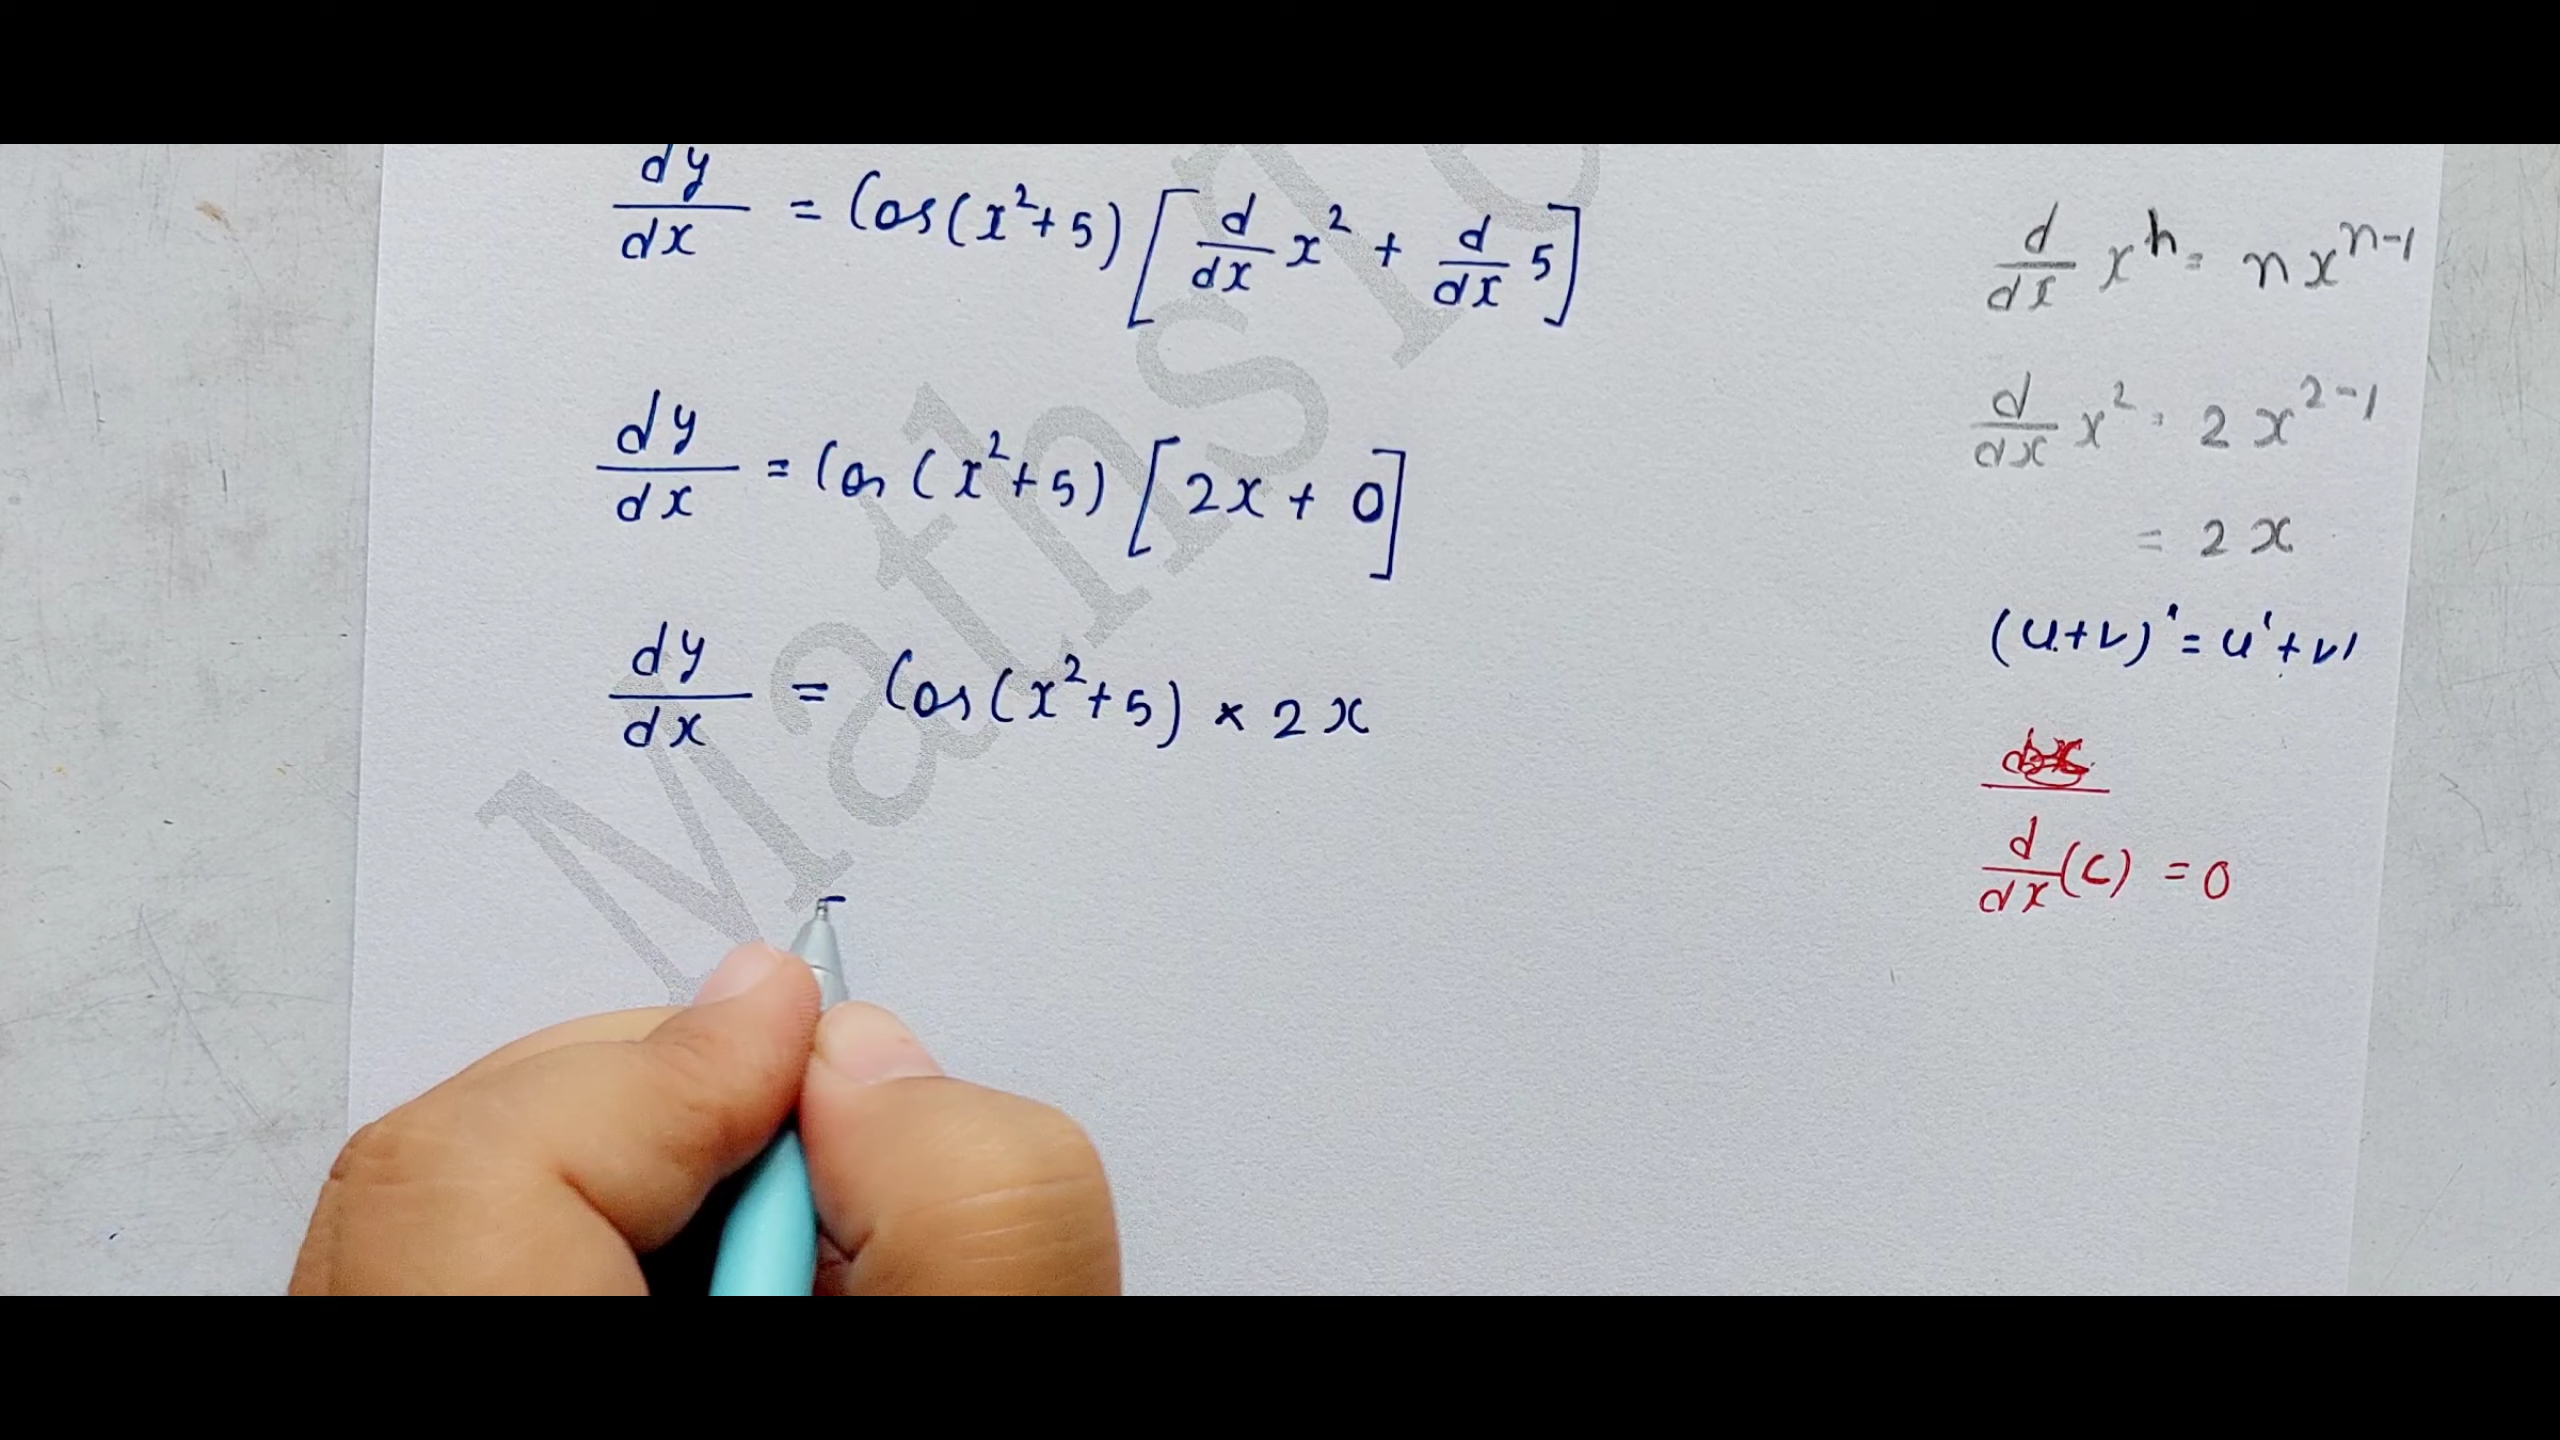 dy/dx = Cos(x²+5) [d/dx x² + d/dx 5]
dy/dx = Cos(x²+5) [2x + 0]
dy/dx = Cos(x²+5) × 2x
d/dx xⁿ = nxⁿ⁻¹
d/dx x² = 2x²⁻¹
= 2x
(u+v)' = u'+v'
d/dx (c) = 0
Maths